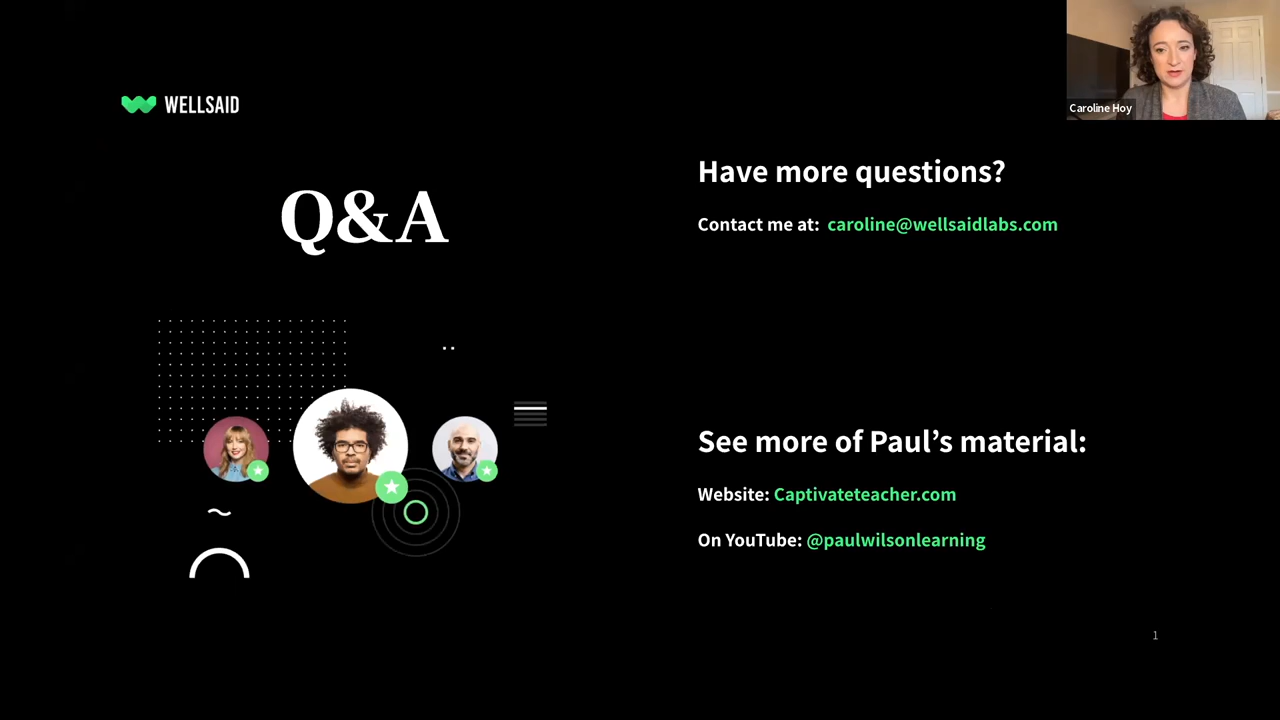 WELLSAID
Q&A
Caroline Hoy
Have more questions?
Contact me at: caroline@wellsaidlabs.com
See more of Paul’s material:
Website: Captivateteacher.com
On YouTube: @paulwilsonlearning
1